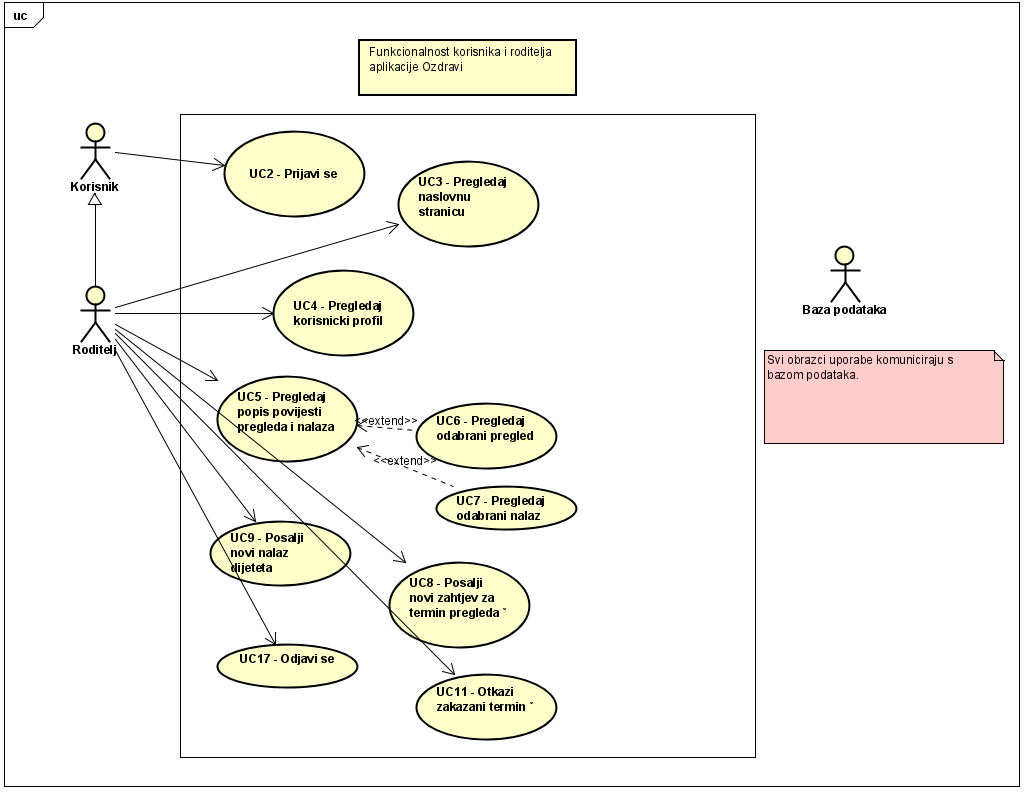 uc
Funkcionalnost korisnika i roditelja
aplikacije Ozdravi
Korisnik
UC2 - Prijavi se
UC3 - Pregledaj
naslovnu
stranicu
Roditelj
UC4 - Pregledaj
korisnicki profil
Baza podataka
Svi obrazci uporabe komuniciraju s
bazom podataka.
UC5 - Pregledaj
popis povijesti
pregleda i nalaza
<<extend>>
UC6 - Pregledaj
odabrani pregled
<<extend>>
UC7 - Pregledaj
odabrani nalaz
UC9 - Posalji
novi nalaz
dijeteta
UC8 - Posalji
novi zahtjev za
termin pregleda ˇ
UC17 - Odjavi se
UC11 - Otkazi
zakazani termin ˇ